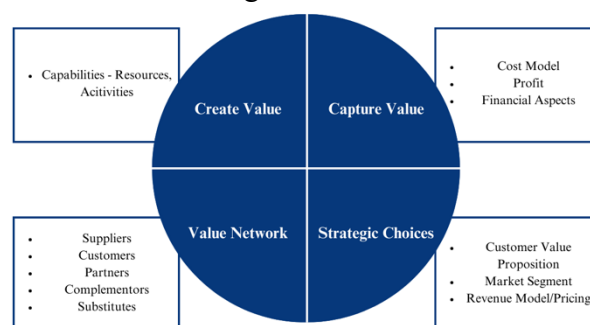 Capabilities - Resources,
Acitivities
Create Value
Capture Value
Cost Model
Profit
Financial Aspects
Value Network
Strategic Choices
Suppliers
Customers
Partners
Complementors
Substitutes
Customer Value
Proposition
Market Segment
Revenue Model/Pricing